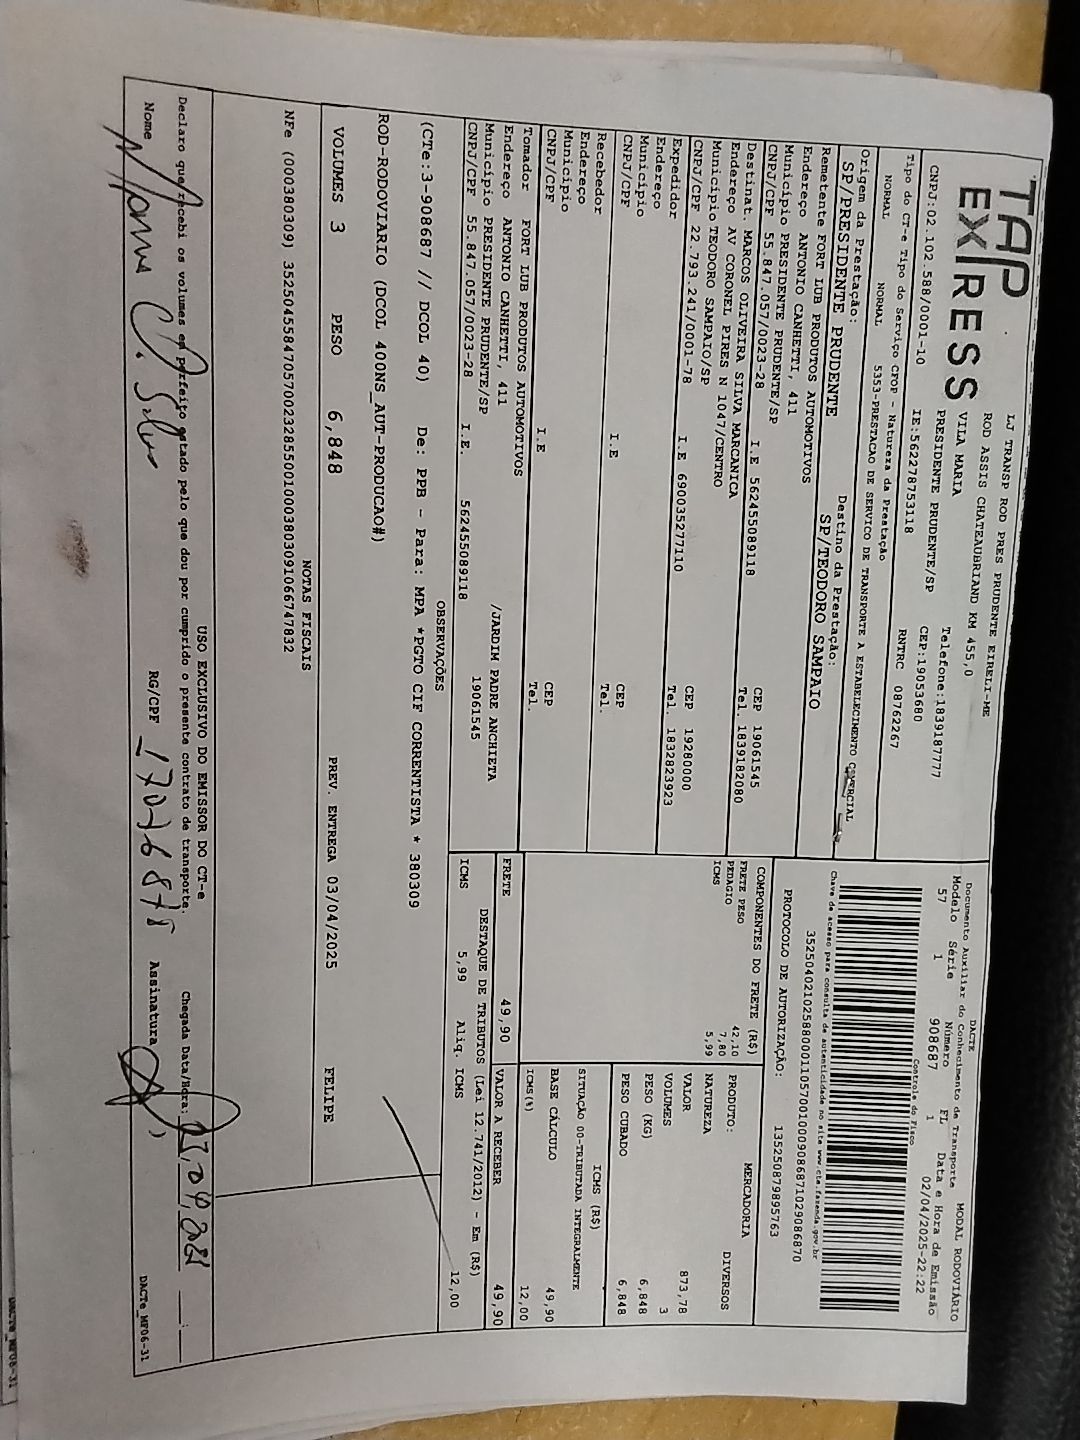 TAP EXPRESS
LJ TRANSP ROD PRES PRUDENTE EIRELI-ME
ROD ASSIS CHATEAUBRIAND KM 455,0
VILA MARIA
PRESIDENTE PRUDENTE/SP
Telefone:1839187777
CEP:19053680
CNPJ:02.102.588/0001-10 IE:562278753118 RNTRC 08762267
Tipo do CT-e Tipo do Serviço CFOP - Natureza da Prestação
NORMAL NORMAL 5353-PRESTACAO DE SERVICO DE TRANSPORTE A ESTABELECIMENTO COMERCIAL
Origem da Prestação: Destino da Prestação:
SP/PRESIDENTE PRUDENTE SP/TEODORO SAMPAIO
Remetente FORT LUB PRODUTOS AUTOMOTIVOS
Endereço ANTONIO CANHETTI, 411
Município PRESIDENTE PRUDENTE/SP CEP 19061545
CNPJ/CPF 55.847.057/0023-28 I.E 562455089118 Tel. 1839182080
Destinat. MARCOS OLIVEIRA SILVA MARCANICA
Endereço AV CORONEL PIRES N 1047/CENTRO
Município TEODORO SAMPAIO/SP CEP 19280000
CNPJ/CPF 22.793.241/0001-78 I.E 690035277110 Tel. 1832823923
Expedidor
Endereço
Município CEP
CNPJ/CPF I.E Tel.
Recebedor
Endereço
Município CEP
CNPJ/CPF I.E Tel.
Tomador FORT LUB PRODUTOS AUTOMOTIVOS
Endereço ANTONIO CANHETTI, 411 /JARDIM PADRE ANCHIETA
Município PRESIDENTE PRUDENTE/SP 19061545
CNPJ/CPF 55.847.057/0023-28 I.E. 562455089118
DACTE MODAL RODOVIÁRIO
Documento Auxiliar do Conhecimento de Transporte
Modelo Série Número FL Data e Hora de Emissão
57 1 908687 1 02/04/2025-22:22
Controle do Fisco
Chave de acesso para consulta de autenticidade no site www.cte.fazenda.gov.br
35250402102588000110570010009086871029086870
PROTOCOLO DE AUTORIZAÇÃO: 135250879895763
COMPONENTES DO FRETE (R$)
FRETE PESO 42,10
PEDAGIO 7,80
ICMS 5,99
MERCADORIA
PRODUTO: DIVERSOS
NATUREZA
VALOR 873,78
VOLUMES 3
PESO (KG) 6,848
PESO CUBADO 6,848
ICMS (R$)
SITUAÇÃO 00-TRIBUTADA INTEGRALMENTE
BASE CÁLCULO 49,90
ICMS(%) 12,00
FRETE 49,90 VALOR A RECEBER 49,90
DESTAQUE DE TRIBUTOS (Lei 12.741/2012) - Em (R$)
ICMS 5,99 Aliq. ICMS 12,00
OBSERVAÇÕES
(CTe:3-908687 // DCOL 40) De: PPB - Para: MPA *PGTO CIF CORRENTISTA * 380309
ROD-RODOVIARIO (DCOL 400NS_AUT-PRODUCAO#)
VOLUMES 3 PESO 6,848 PREV. ENTREGA 03/04/2025 FELIPE
NOTAS FISCAIS
NFe (000380309) 35250455847057002328550010003803091066747832
USO EXCLUSIVO DO EMISSOR DO CT-e
Declaro que recebi os volumes em perfeito estado pelo que dou por cumprido o presente contrato de transporte. Chegada Data/Hora:
Nome RG/CPF Assinatura
DACTe_MF06-31
DACTe_MF06-31